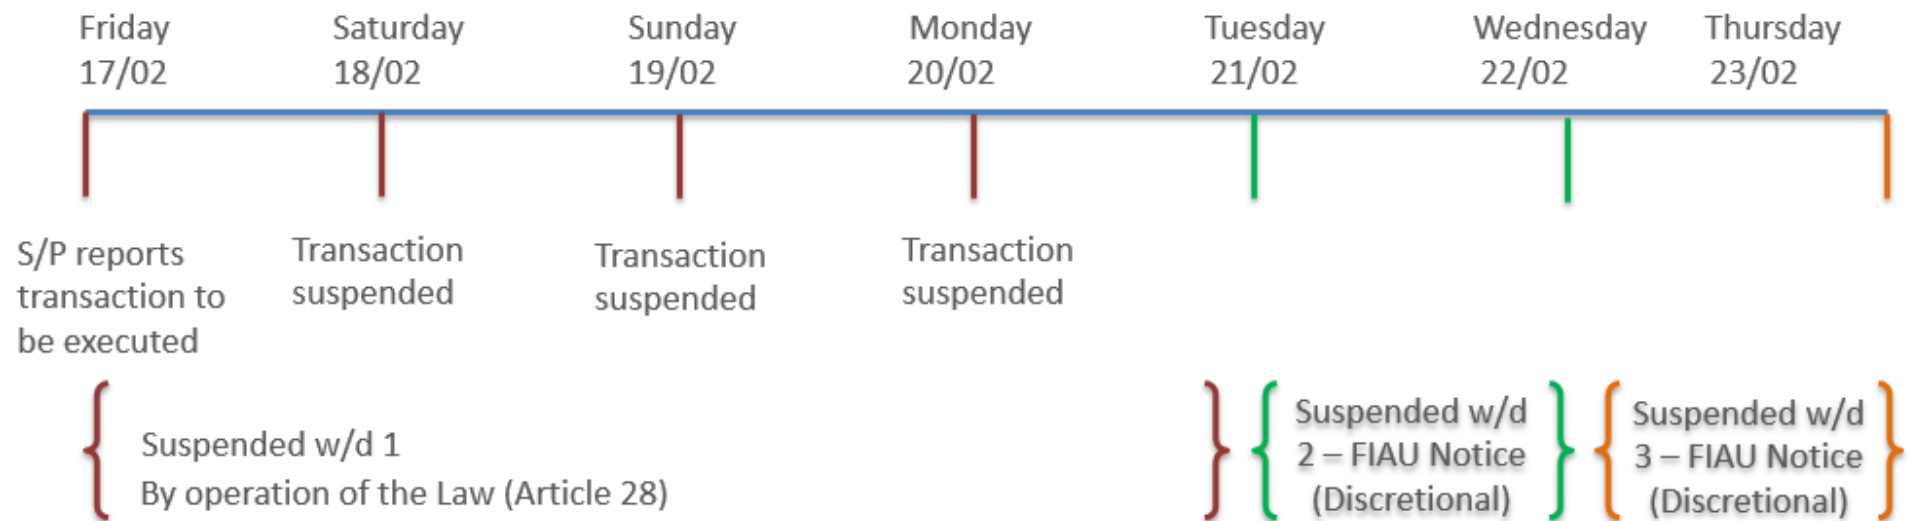 Friday
17/02
Saturday
18/02
Sunday
19/02
Monday
20/02
Tuesday
21/02
Wednesday
22/02
Thursday
23/02
S/P reports
transaction to
be executed
Transaction
suspended
Transaction
suspended
Transaction
suspended
Suspended w/d 1
By operation of the Law (Article 28)
Suspended w/d
2 – FIAU Notice
(Discretional)
Suspended w/d
3 – FIAU Notice
(Discretional)